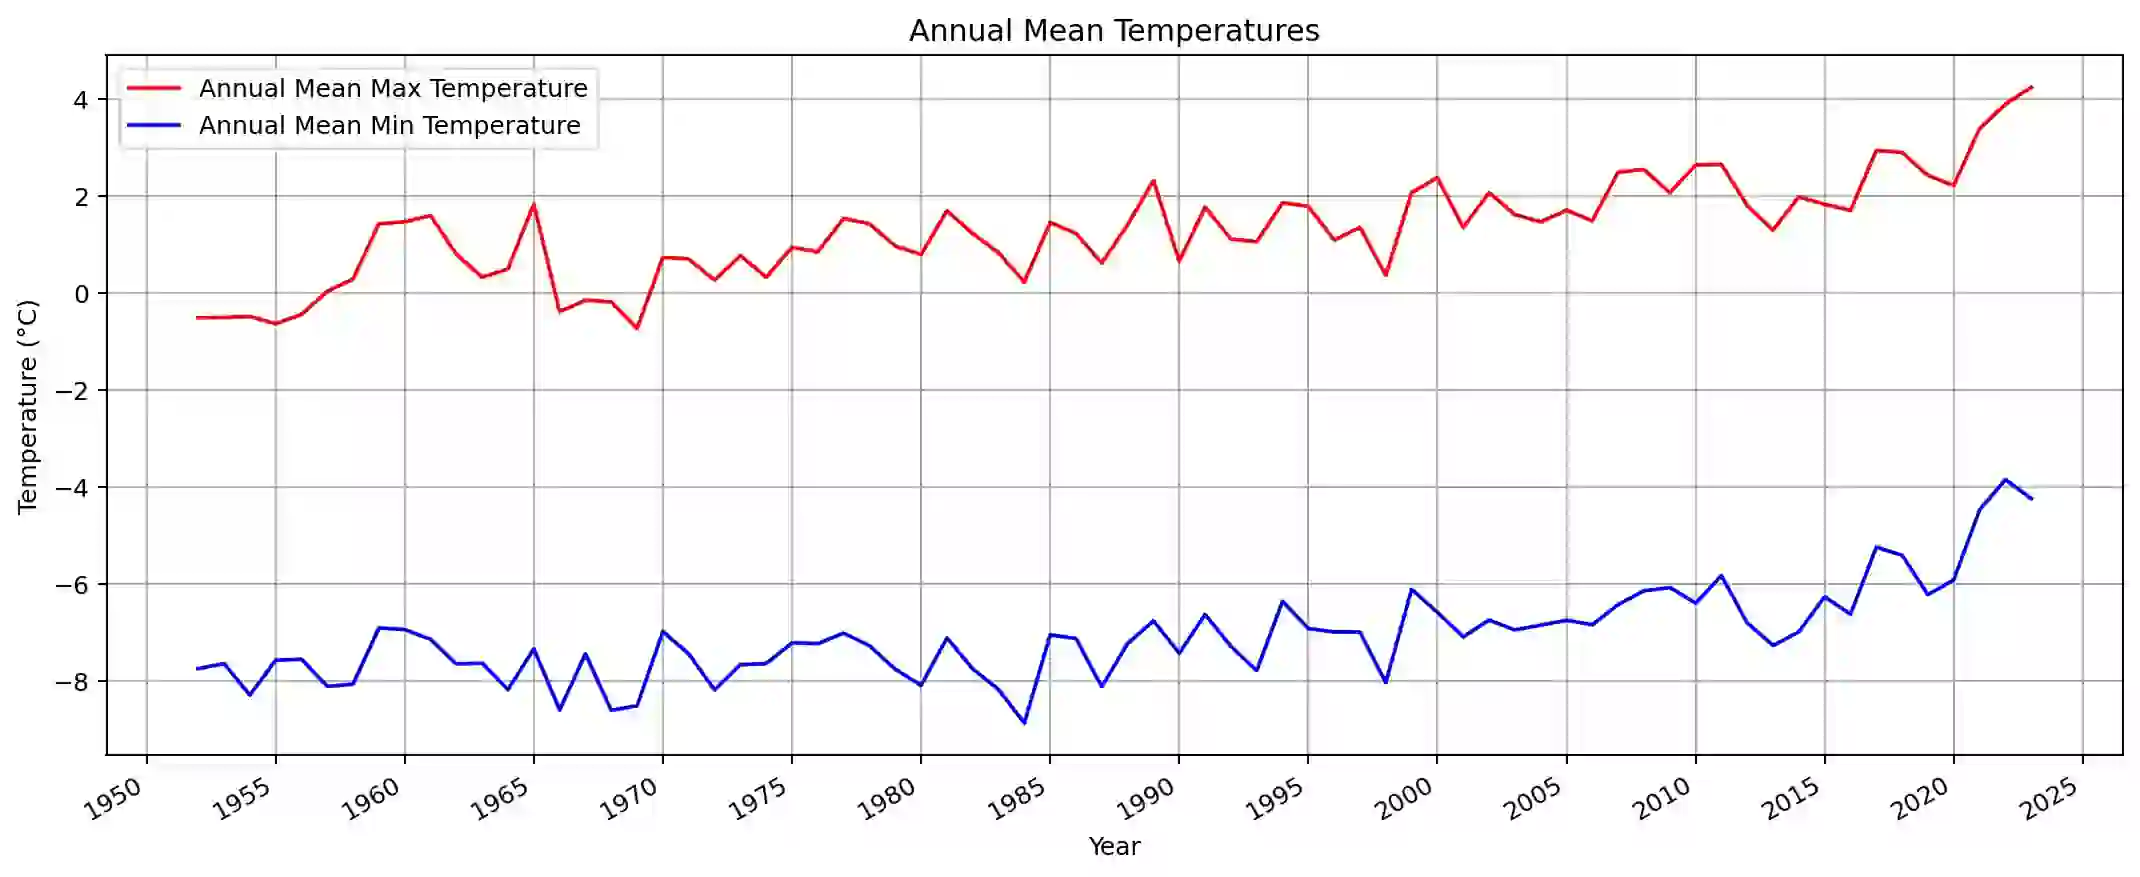 Annual Mean Temperatures
Annual Mean Max Temperature
Annual Mean Min Temperature
4
2
0
−2
−4
−6
−8
Temperature (°C)
1950 1955 1960 1965 1970 1975 1980 1985 1990 1995 2000 2005 2010 2015 2020 2025
Year